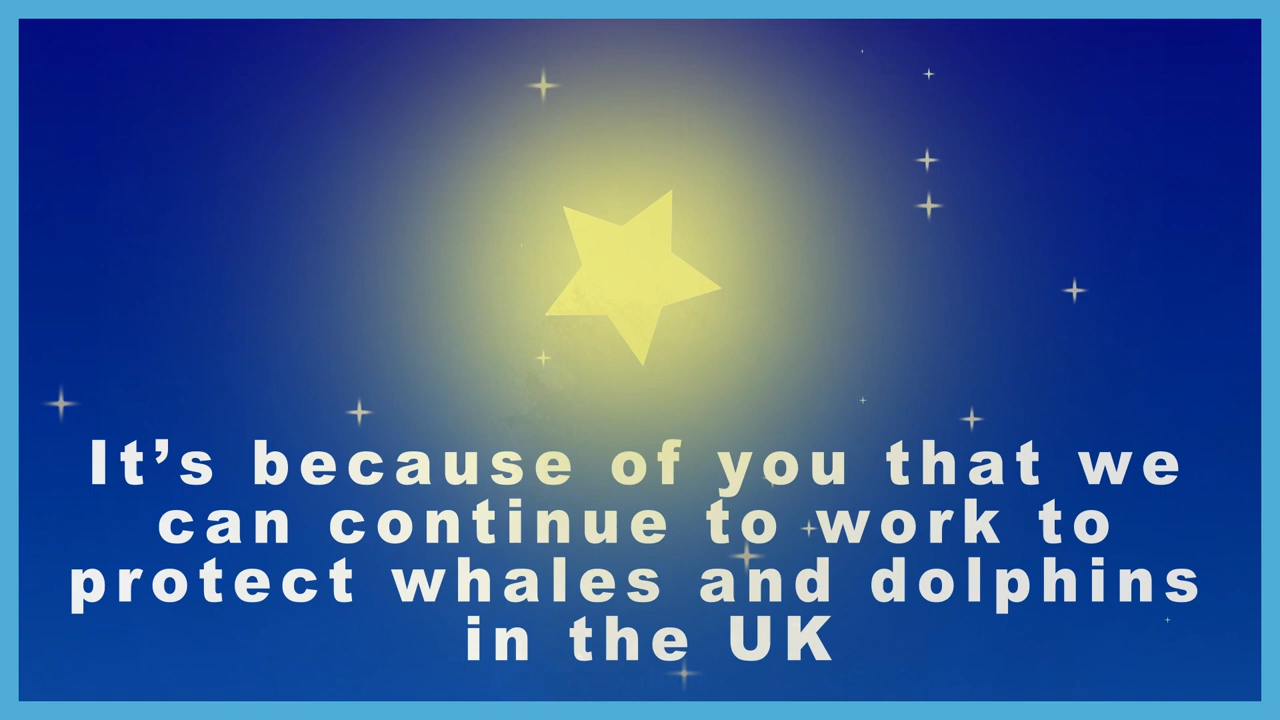 It’s because of you that we
can continue to work to
protect whales and dolphins
in the UK